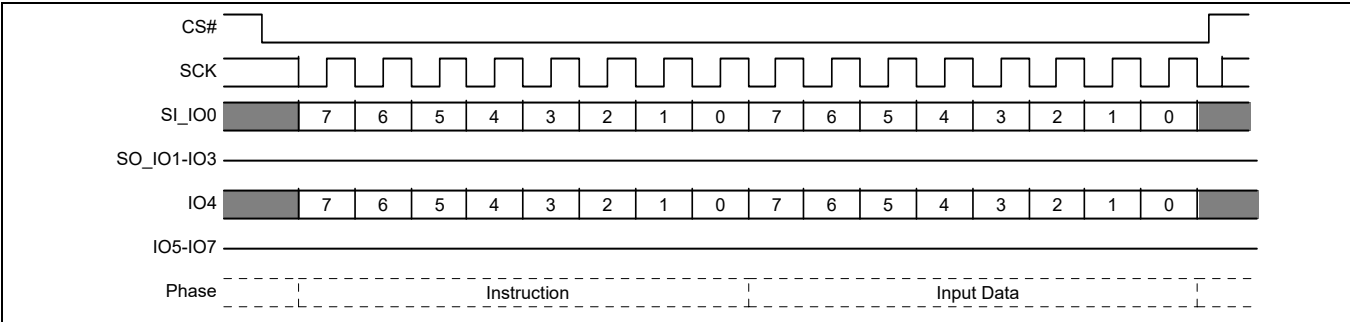 CS#
SCK
SI_IO0 7 6 5 4 3 2 1 0 7 6 5 4 3 2 1 0
SO_IO1-IO3
IO4 7 6 5 4 3 2 1 0 7 6 5 4 3 2 1 0
IO5-IO7
Phase Instruction Input Data